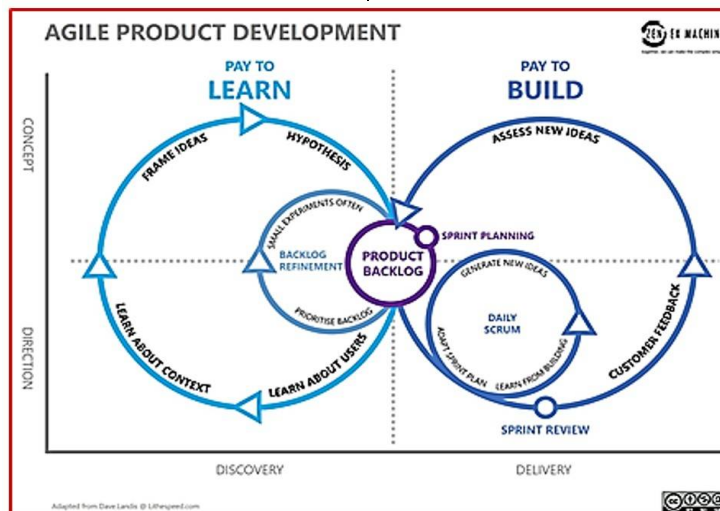 AGILE PRODUCT DEVELOPMENT
ZEN EX MACHIN
PAY TO
LEARN
PAY TO
BUILD
CONCEPT
DIRECTION
FRAME IDEAS
HYPOTHESIS
ASSESS NEW IDEAS
SMALL EXPERIMENTS OFTEN
BACKLOG
REFINEMENT
PRIORITISE BACKLOG
PRODUCT
BACKLOG
SPRINT PLANNING
GENERATE NEW IDEAS
DAILY
SCRUM
ADAPT SPRINT PLAN
LEARN FROM BUILDING
LEARN ABOUT CONTEXT
LEARN ABOUT USERS
CUSTOMER FEEDBACK
SPRINT REVIEW
DISCOVERY
DELIVERY
Adapted from Dave Landis @ Lithespeed.com